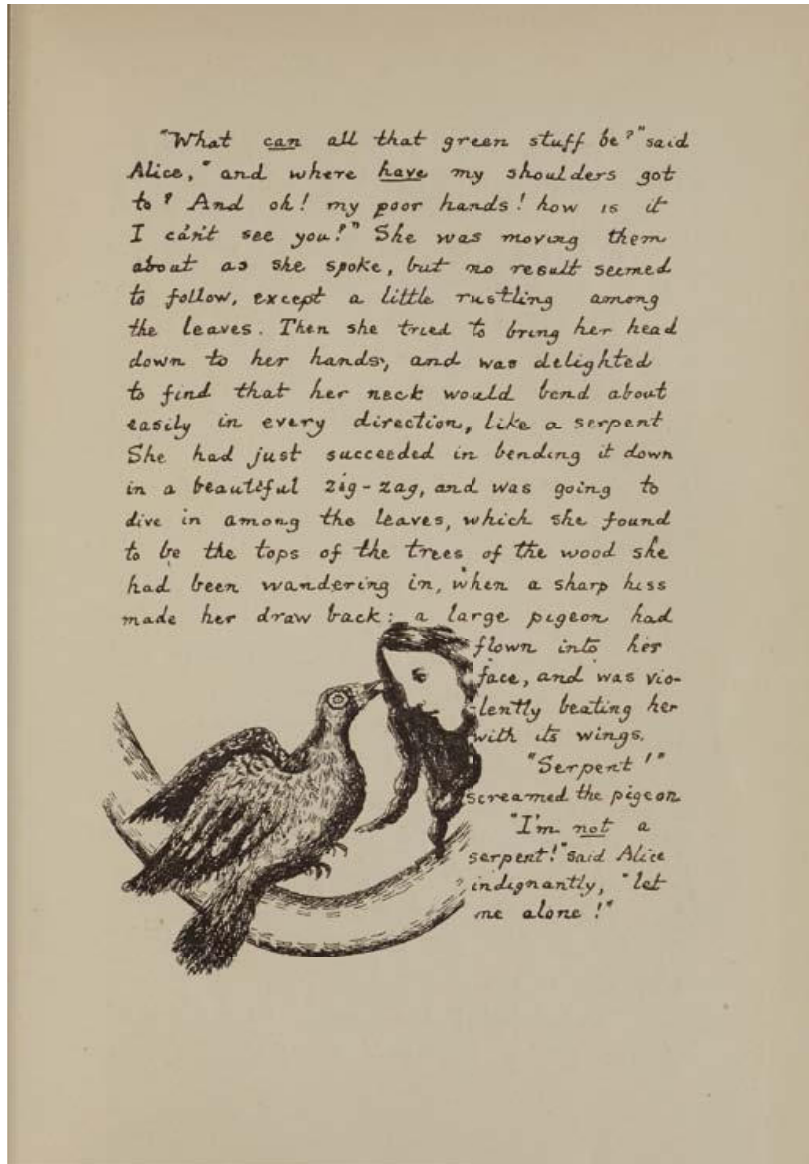 "What can all that green stuff be?" said
Alice, "and where have my shoulders got
to? And oh! my poor hands! how is it
I can't see you?" She was moving them
about as she spoke, but no result seemed
to follow, except a little rustling among
the leaves. Then she tried to bring her head
down to her hands, and was delighted
to find that her neck would bend about
easily in every direction, like a serpent
She had just succeeded in bending it down
in a beautiful zig-zag, and was going to
dive in among the leaves, which she found
to be the tops of the trees of the wood she
had been wandering in, when a sharp hiss
made her draw back: a large pigeon had
flown into her
face, and was vio-
lently beating her
with its wings.
"Serpent!"
screamed the pigeon
"I'm not a
serpent!" said Alice
indignantly, "let
me alone!"